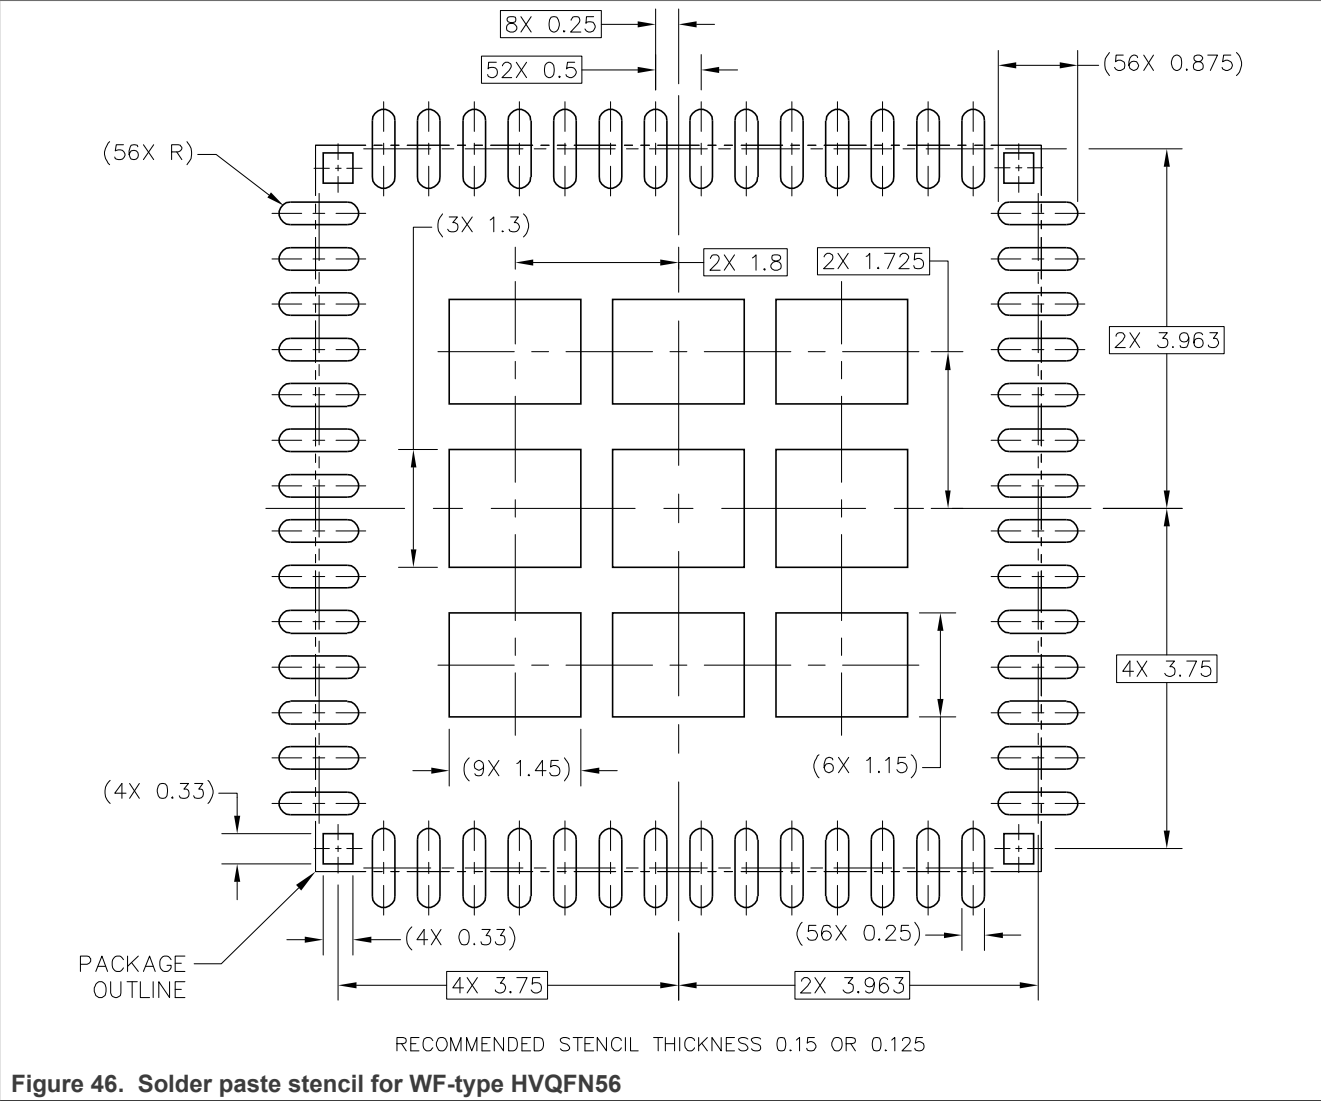 8X 0.25
52X 0.5
(56X 0.875)
(56X R)
(3X 1.3)
2X 1.8
2X 1.725
2X 3.963
4X 3.75
(9X 1.45)
(6X 1.15)
(4X 0.33)
(4X 0.33)
(56X 0.25)
PACKAGE
OUTLINE
4X 3.75
2X 3.963
RECOMMENDED STENCIL THICKNESS 0.15 OR 0.125
Figure 46. Solder paste stencil for WF-type HVQFN56